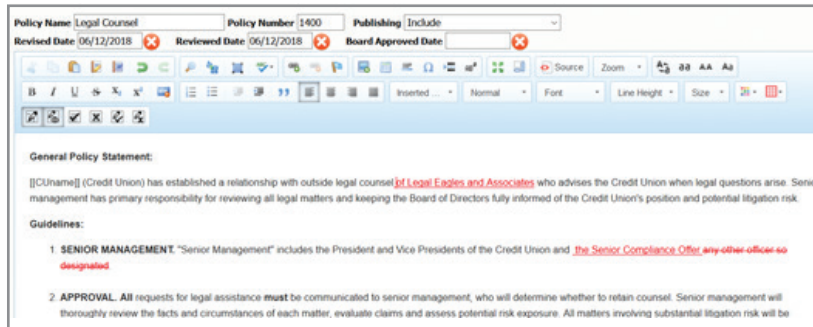 Policy Name Legal Counsel Policy Number 1400 Publishing Include
Revised Date 06/12/2018 Reviewed Date 06/12/2018 Board Approved Date
Source Zoom
B I U S X₂ X² Inserted ... Normal Font Line Height Size
General Policy Statement:
[[CUname]] (Credit Union) has established a relationship with outside legal counsel of Legal Eagles and Associates who advises the Credit Union when legal questions arise. Seni
management has primary responsibility for reviewing all legal matters and keeping the Board of Directors fully informed of the Credit Union's position and potential litigation risk.
Guidelines:
1. SENIOR MANAGEMENT. "Senior Management" includes the President and Vice Presidents of the Credit Union and the Senior Compliance Offer any other officer so
designated.
2. APPROVAL. All requests for legal assistance must be communicated to senior management, who will determine whether to retain counsel. Senior management will
thoroughly review the facts and circumstances of each matter, evaluate claims and assess potential risk exposure. All matters involving substantial litigation risk will be